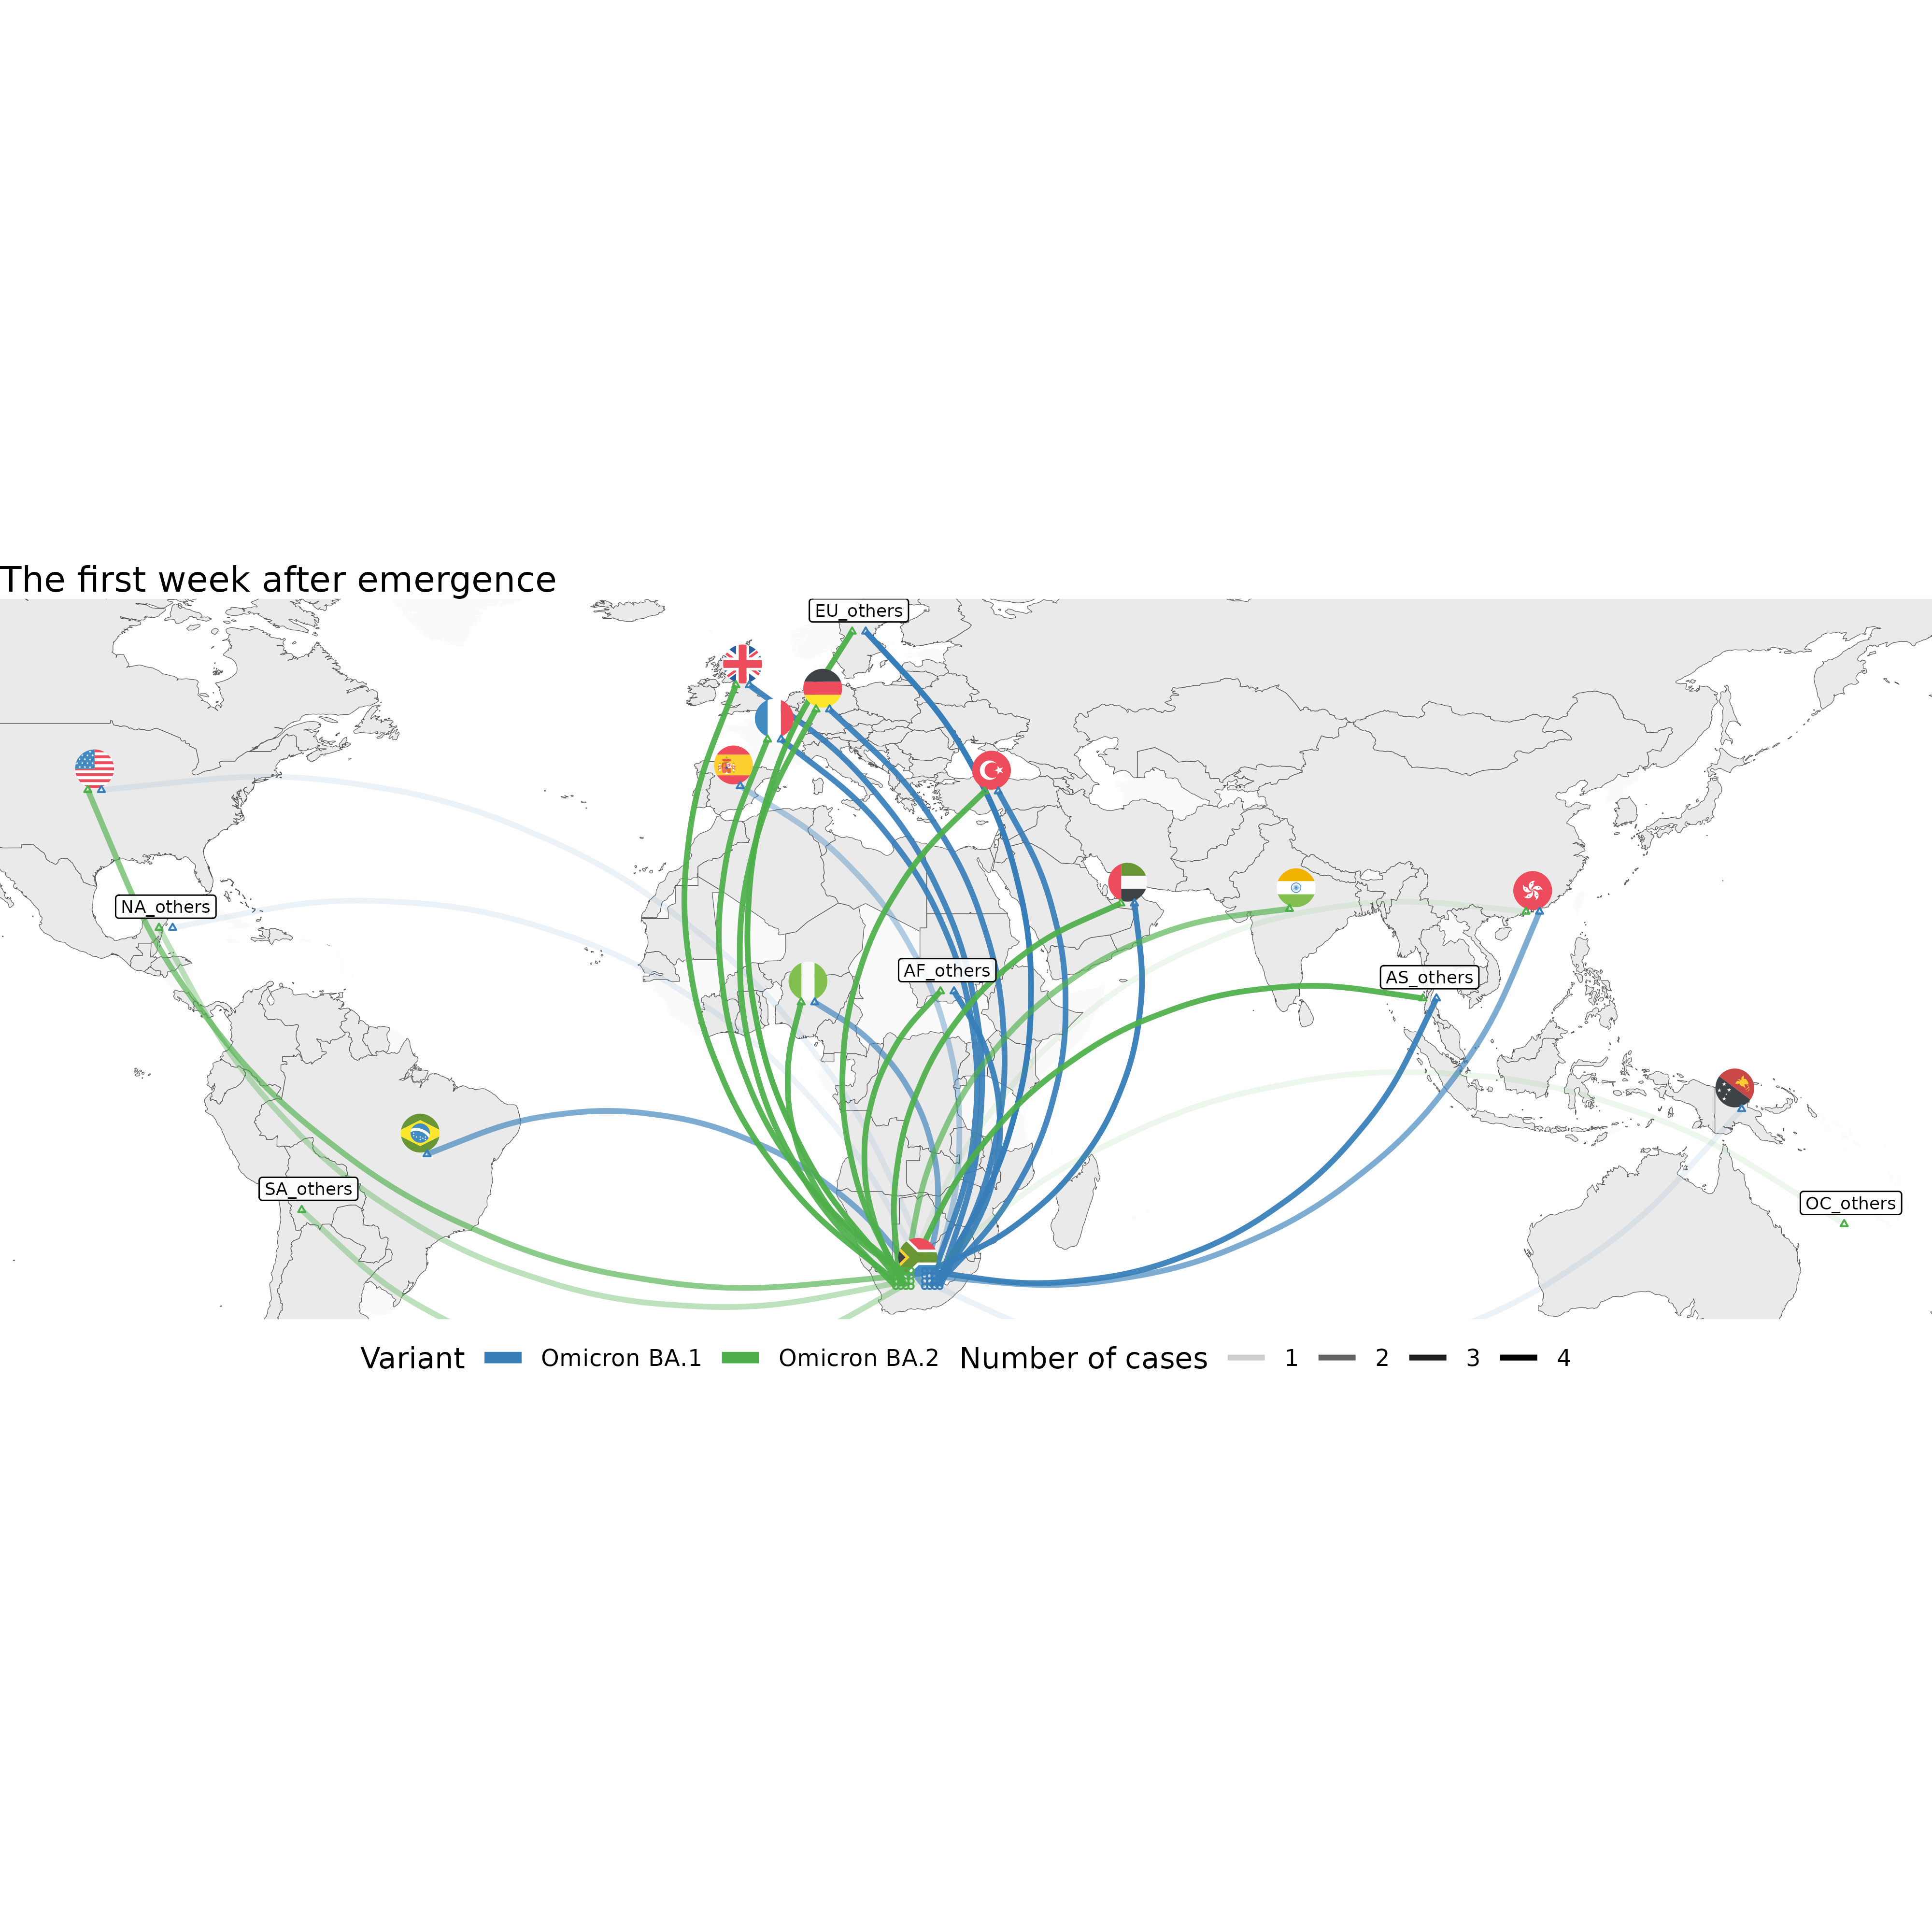 The first week after emergence
EU_others
NA_others
AF_others
AS_others
SA_others
OC_others
Variant Omicron BA.1 Omicron BA.2 Number of cases 1 2 3 4